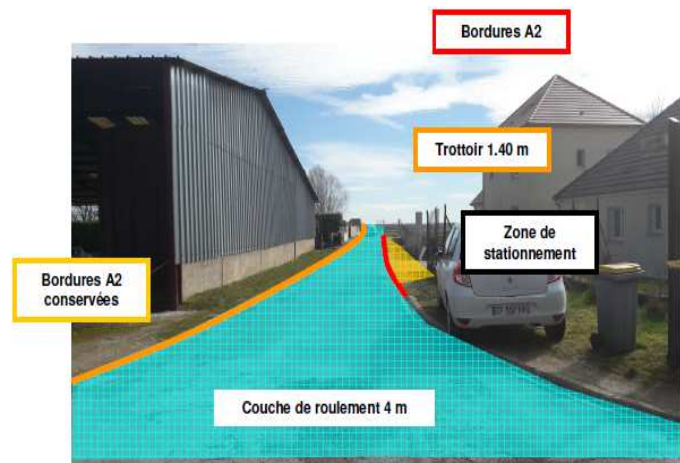 Bordures A2
Trottoir 1.40 m
Zone de
stationnement
Bordures A2
conservées
Couche de roulement 4 m